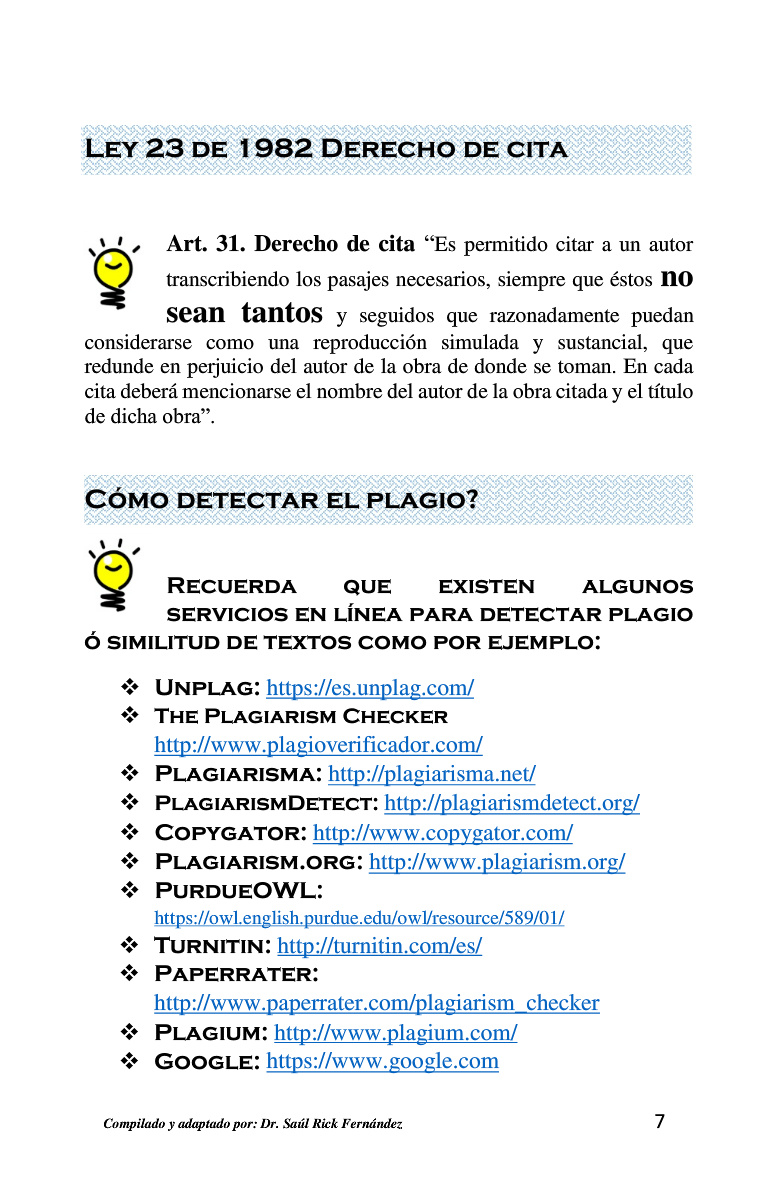 Ley 23 de 1982 Derecho de cita
Art. 31. Derecho de cita “Es permitido citar a un autor
transcribiendo los pasajes necesarios, siempre que éstos no
sean tantos y seguidos que razonadamente puedan
considerarse como una reproducción simulada y sustancial, que
redunde en perjuicio del autor de la obra de donde se toman. En cada
cita deberá mencionarse el nombre del autor de la obra citada y el título
de dicha obra”.
Cómo detectar el plagio?
Recuerda que existen algunos
servicios en línea para detectar plagio
ó similitud de textos como por ejemplo:
❖ Unplag: https://es.unplag.com/
❖ The Plagiarism Checker
http://www.plagioverificador.com/
❖ Plagiarisma: http://plagiarisma.net/
❖ PlagiarismDetect: http://plagiarismdetect.org/
❖ Copygator: http://www.copygator.com/
❖ Plagiarism.org: http://www.plagiarism.org/
❖ PurdueOWL:
https://owl.english.purdue.edu/owl/resource/589/01/
❖ Turnitin: http://turnitin.com/es/
❖ Paperrater:
http://www.paperrater.com/plagiarism_checker
❖ Plagium: http://www.plagium.com/
❖ Google: https://www.google.com
Compilado y adaptado por: Dr. Saúl Rick Fernández 7